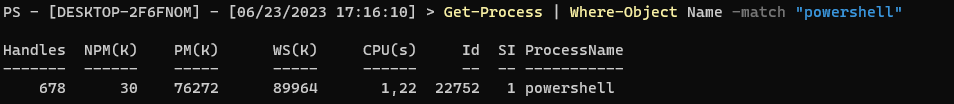 PS - [DESKTOP-2F6FNOM] - [06/23/2023 17:16:10] > Get-Process | Where-Object Name -match "powershell"
Handles  NPM(K)    PM(K)      WS(K)     CPU(s)     Id  SI ProcessName
-------  ------    -----      -----     ------     --  -- -----------
    678      30    76272      89964       1,22  22752   1 powershell